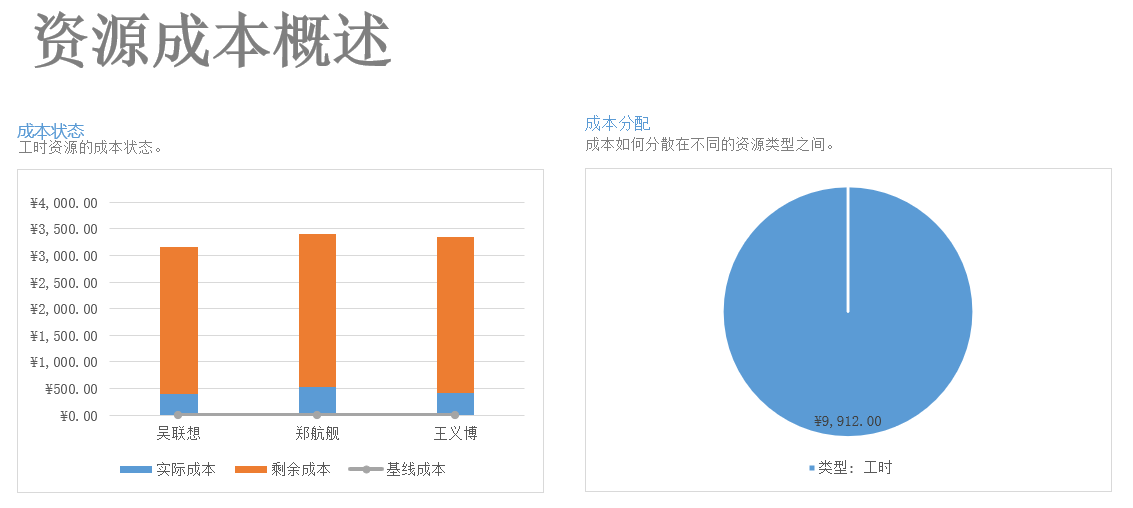 资源成本概述
成本状态
工时资源的成本状态。
¥4,000.00
¥3,500.00
¥3,000.00
¥2,500.00
¥2,000.00
¥1,500.00
¥1,000.00
¥500.00
¥0.00
吴联想 郑航舰 王义博
实际成本 剩余成本 基线成本
成本分配
成本如何分散在不同的资源类型之间。
¥9,912.00
类型: 工时